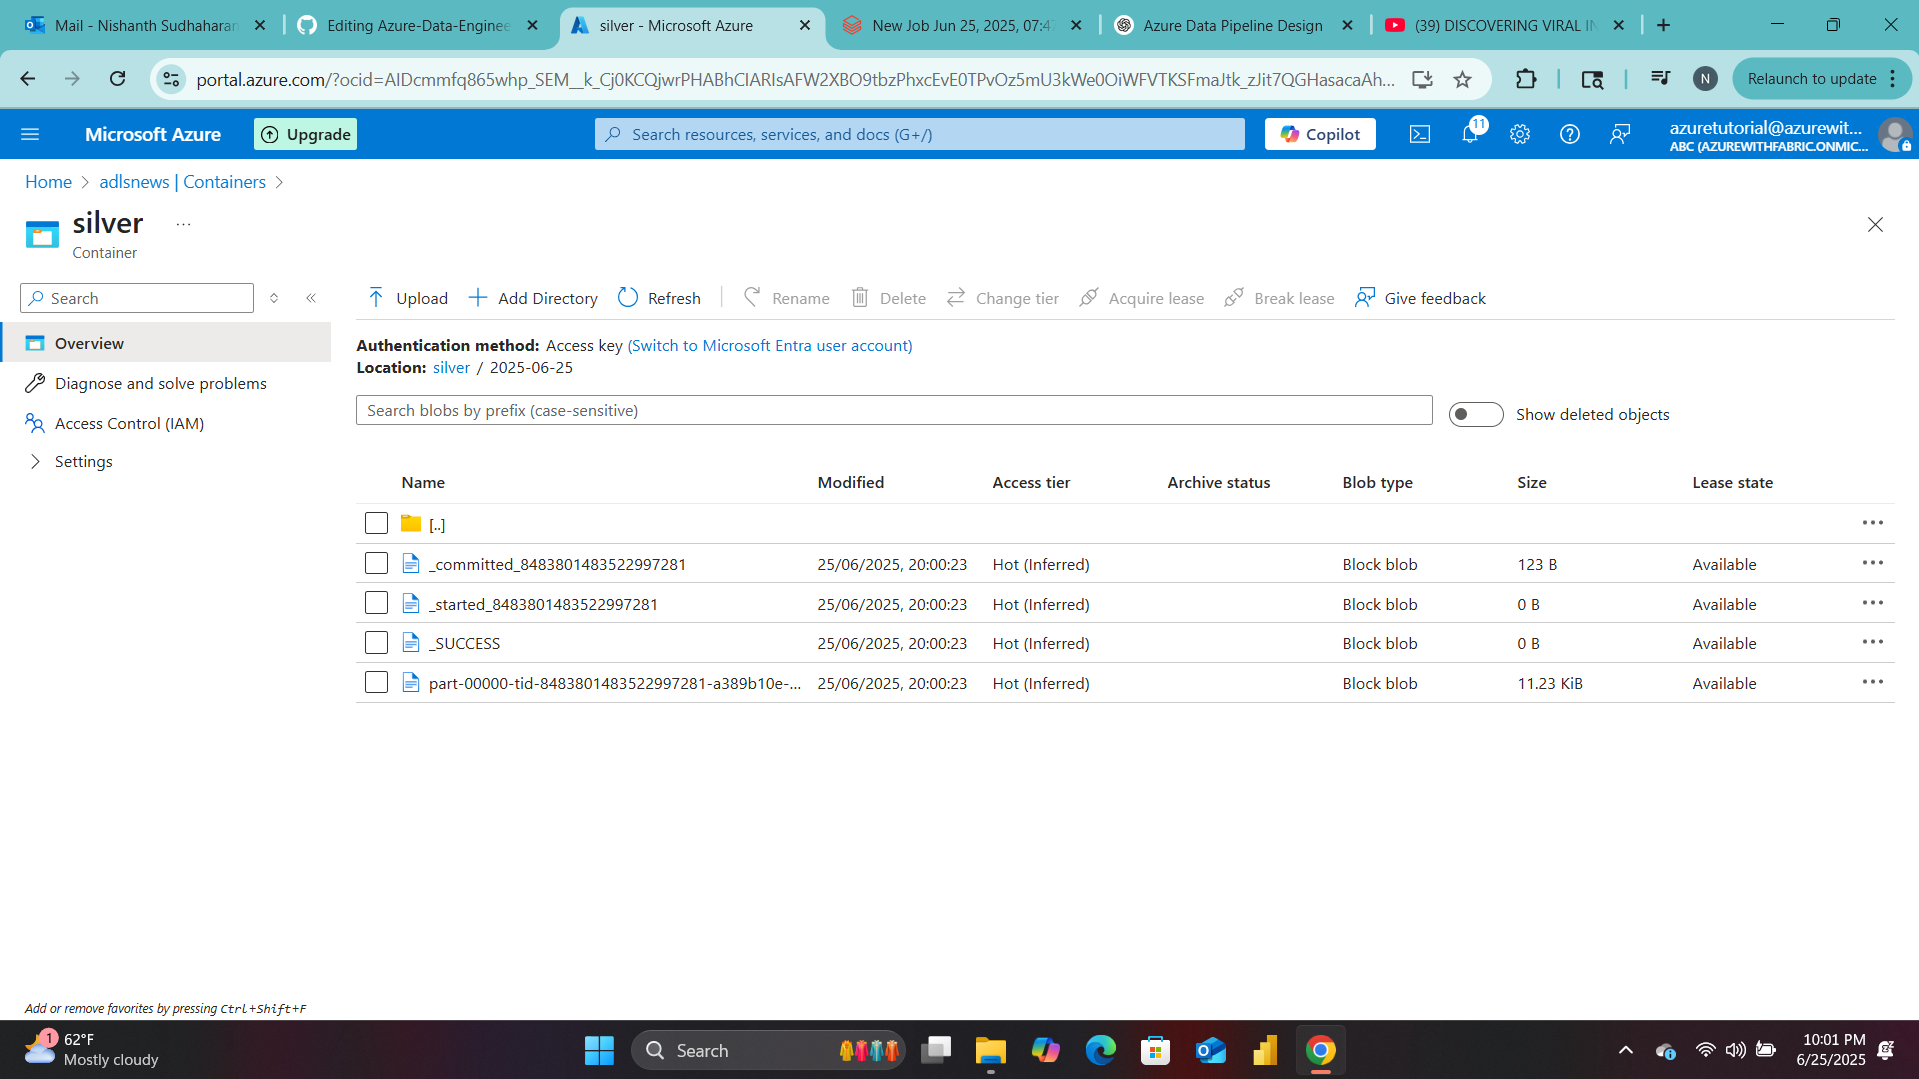 Mail - Nishanth Sudhaharan
Editing Azure-Data-Enginee
silver - Microsoft Azure
New Job Jun 25, 2025, 07:47
Azure Data Pipeline Design
(39) DISCOVERING VIRAL IN
portal.azure.com/?ocid=AIDcmmfq865whp_SEM__k_Cj0KCQjwrPHABhCIARIsAFW2XBO9tbzPhxcEvE0TPvOz5mU3kWe0OiWFVTKSFmaJtk_zJit7QGHasacaAh...
N
Relaunch to update
Microsoft Azure
Upgrade
Search resources, services, and docs (G+/)
Copilot
11
azuretutorial@azurewit...
ABC (AZUREWITHFABRIC.ONMIC...
Home > adlsnews | Containers >
silver ...
Container
Search
Upload
Add Directory
Refresh
Rename
Delete
Change tier
Acquire lease
Break lease
Give feedback
Overview
Diagnose and solve problems
Access Control (IAM)
Settings
Authentication method: Access key (Switch to Microsoft Entra user account)
Location: silver / 2025-06-25
Search blobs by prefix (case-sensitive)
Show deleted objects
Name Modified Access tier Archive status Blob type Size Lease state
[..]
_committed_8483801483522997281 25/06/2025, 20:00:23 Hot (Inferred) Block blob 123 B Available
_started_8483801483522997281 25/06/2025, 20:00:23 Hot (Inferred) Block blob 0 B Available
_SUCCESS 25/06/2025, 20:00:23 Hot (Inferred) Block blob 0 B Available
part-00000-tid-8483801483522997281-a389b10e-... 25/06/2025, 20:00:23 Hot (Inferred) Block blob 11.23 KiB Available
Add or remove favorites by pressing Ctrl+Shift+F
1
62°F
Mostly cloudy
Search
10:01 PM
6/25/2025